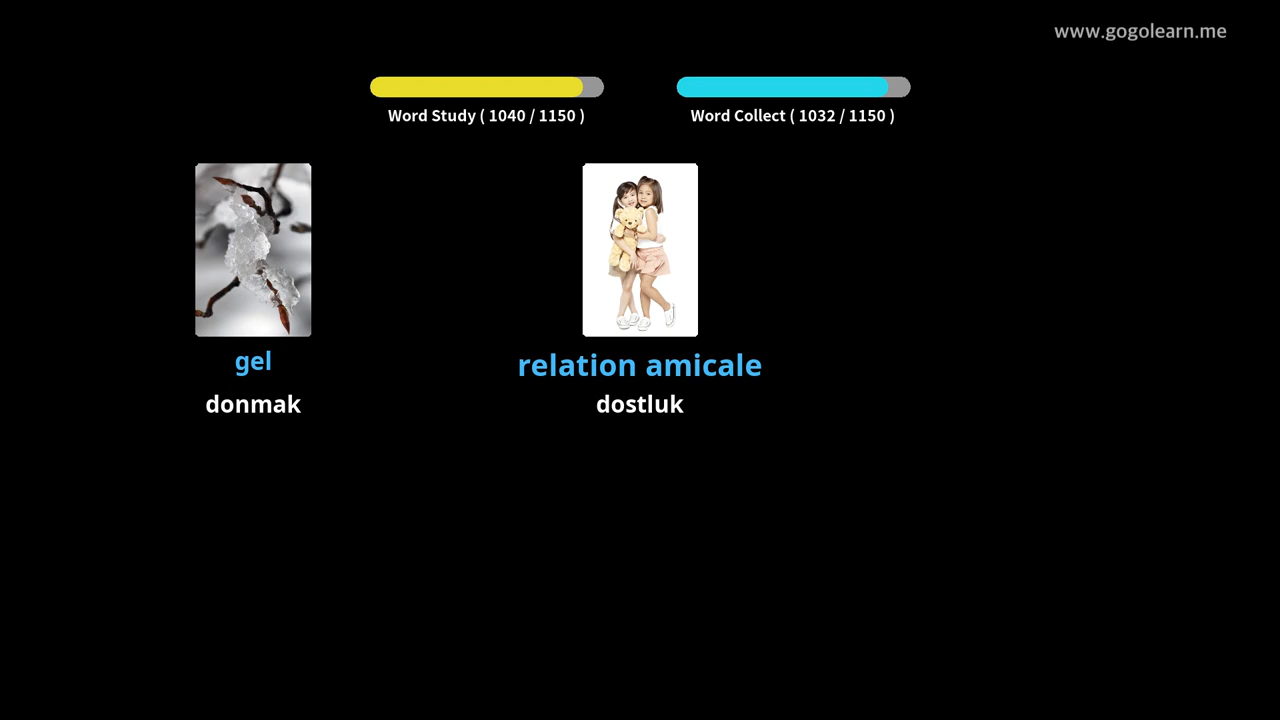 www.gogolearn.me
Word Study ( 1040 / 1150 )
Word Collect ( 1032 / 1150 )
gel
donmak
relation amicale
dostluk